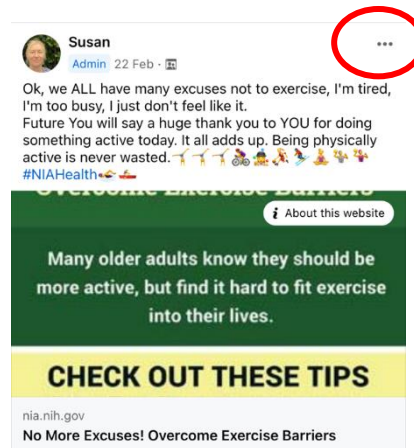 Susan
Admin 22 Feb ·
Ok, we ALL have many excuses not to exercise, I'm tired,
I'm too busy, I just don't feel like it.
Future You will say a huge thank you to YOU for doing
something active today. It all adds up. Being physically
active is never wasted.
#NIAHealth
Overcome Exercise Barriers
i About this website
Many older adults know they should be
more active, but find it hard to fit exercise
into their lives.
CHECK OUT THESE TIPS
nia.nih.gov
No More Excuses! Overcome Exercise Barriers